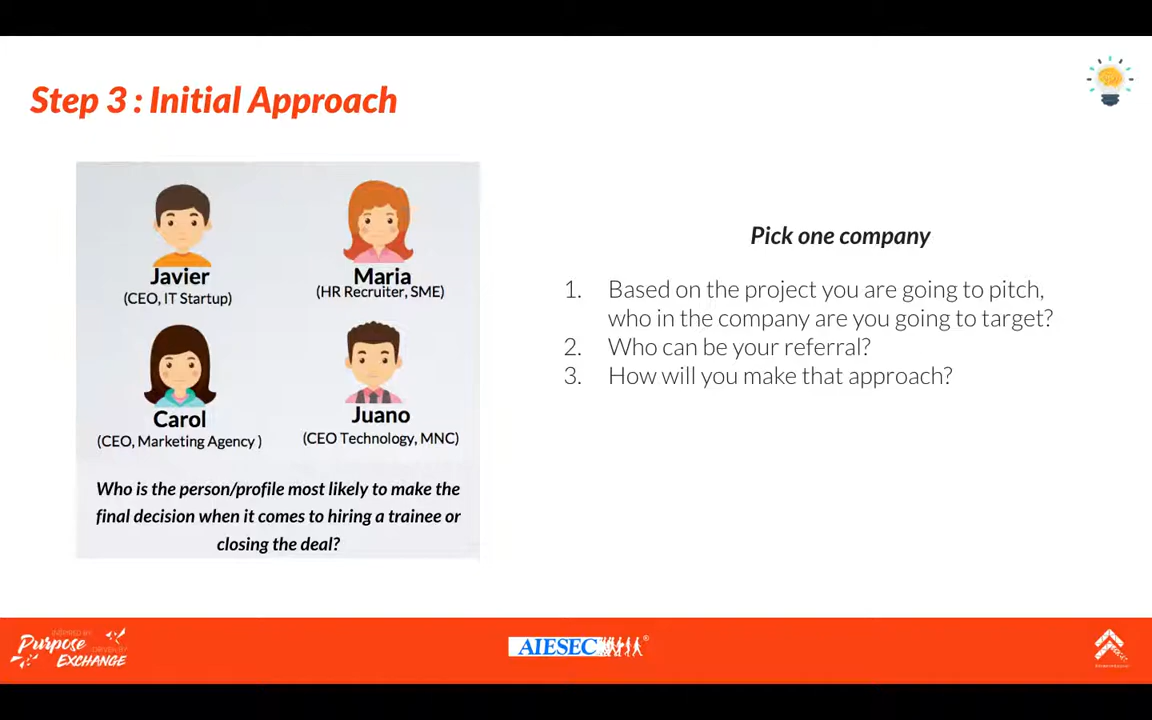 Step 3 : Initial Approach
Javier
(CEO, IT Startup)
Maria
(HR Recruiter, SME)
Carol
(CEO, Marketing Agency )
Juano
(CEO Technology, MNC)
Who is the person/profile most likely to make the
final decision when it comes to hiring a trainee or
closing the deal?
Pick one company
1. Based on the project you are going to pitch,
who in the company are you going to target?
2. Who can be your referral?
3. How will you make that approach?
Purpose
EXCHANGE
AIESEC